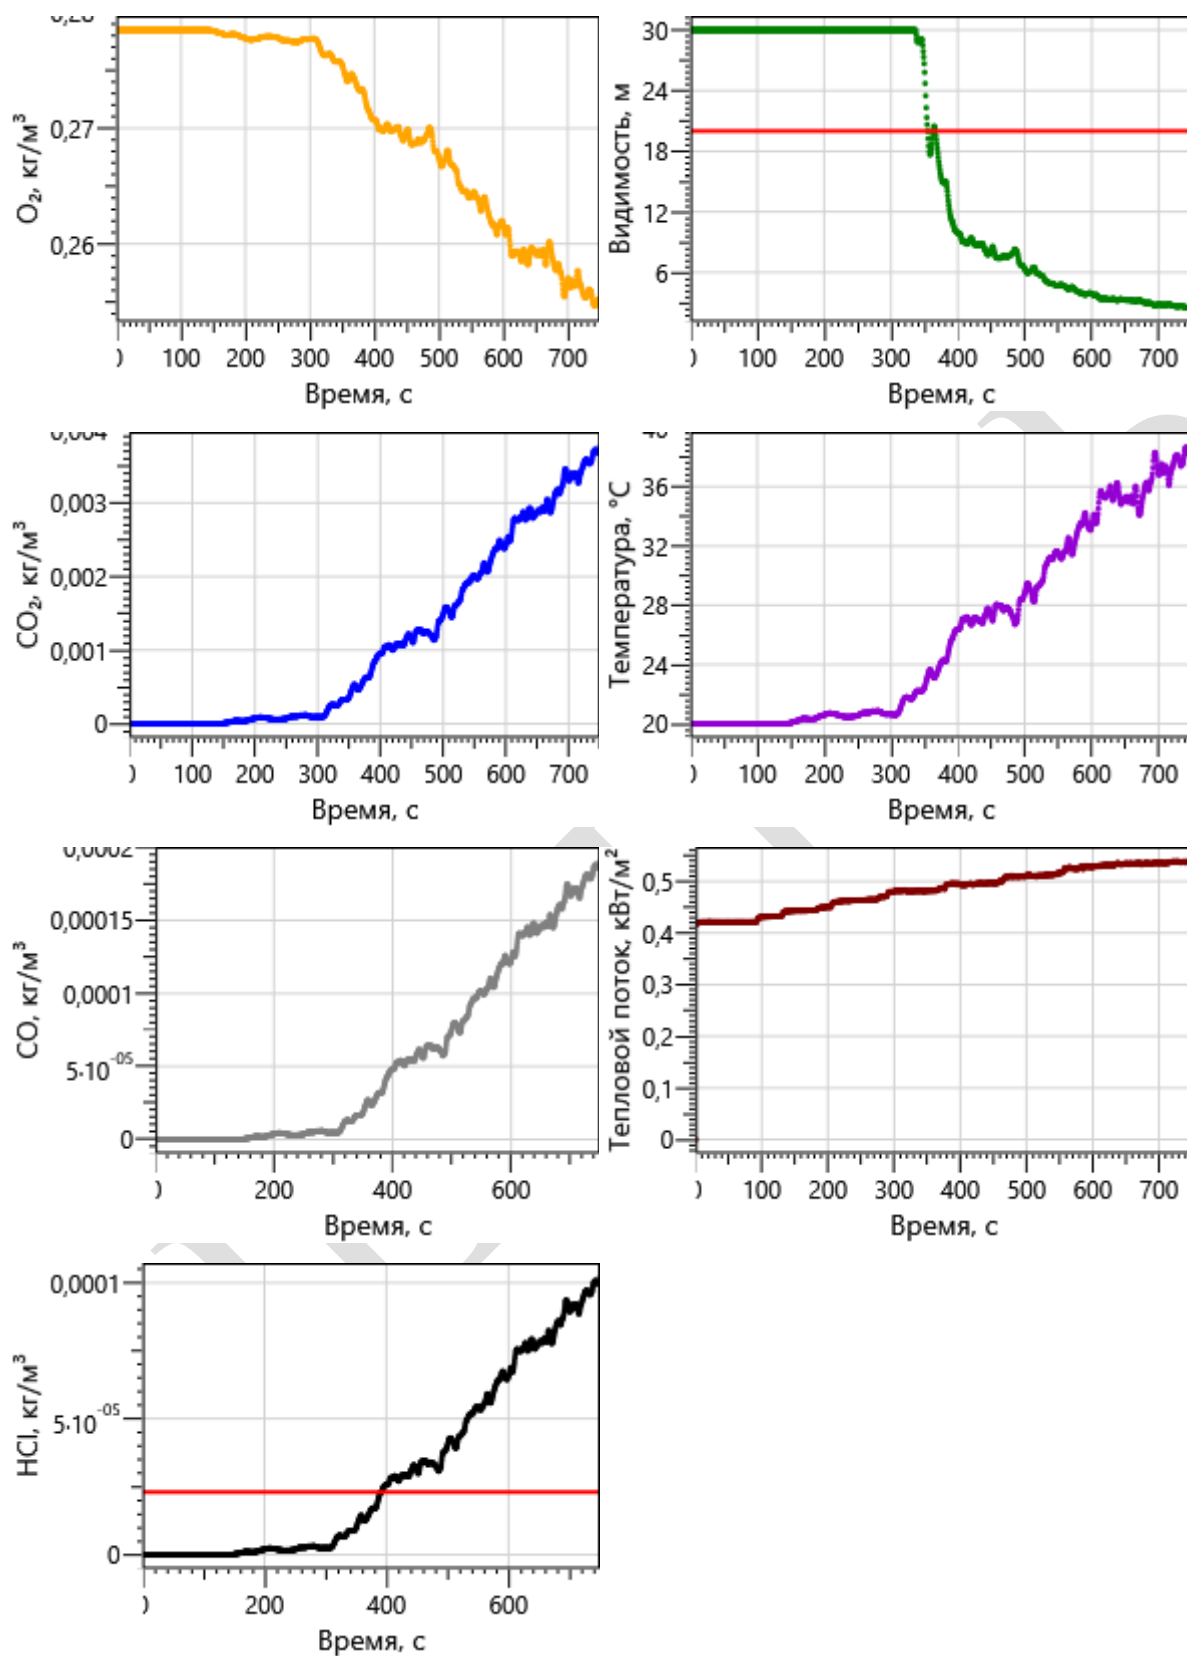 O₂, кг/м³
0,27
0,26
100 200 300 400 500 600 700
Время, с
Видимость, м
30
24
18
12
6
100 200 300 400 500 600 700
Время, с
CO₂, кг/м³
0,004
0,003
0,002
0,001
0
100 200 300 400 500 600 700
Время, с
Температура, °C
36
32
28
24
20
100 200 300 400 500 600 700
Время, с
CO, кг/м³
0,0002
0,00015
0,0001
5·10⁻⁰⁵
0
200 400 600
Время, с
Тепловой поток, кВт/м²
0,5
0,4
0,3
0,2
0,1
0
100 200 300 400 500 600 700
Время, с
HCl, кг/м³
0,0001
5·10⁻⁰⁵
0
200 400 600
Время, с